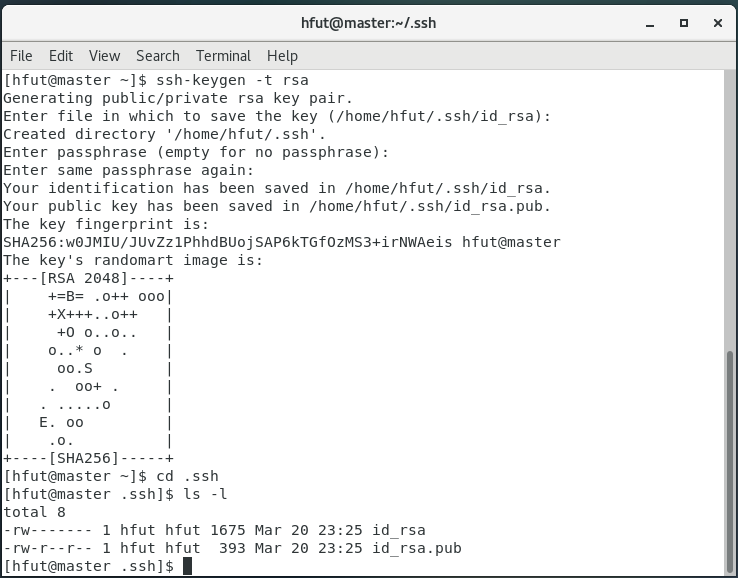 hfut@master:~/.ssh
File Edit View Search Terminal Help
[hfut@master ~]$ ssh-keygen -t rsa
Generating public/private rsa key pair.
Enter file in which to save the key (/home/hfut/.ssh/id_rsa):
Created directory '/home/hfut/.ssh'.
Enter passphrase (empty for no passphrase):
Enter same passphrase again:
Your identification has been saved in /home/hfut/.ssh/id_rsa.
Your public key has been saved in /home/hfut/.ssh/id_rsa.pub.
The key fingerprint is:
SHA256:w0JMIU/JUvZz1PhhdBUojSAP6kTGfOzMS3+irNWAeis hfut@master
The key's randomart image is:
+---[RSA 2048]----+
|    +=B= .o++ ooo|
|    +X+++..o++   |
|     +O o..o..   |
|    o..* o  .    |
|     oo.S        |
|    .  oo+ .     |
|   . .....o      |
|   E. oo         |
|    .o.          |
+----[SHA256]-----+
[hfut@master ~]$ cd .ssh
[hfut@master .ssh]$ ls -l
total 8
-rw------- 1 hfut hfut 1675 Mar 20 23:25 id_rsa
-rw-r--r-- 1 hfut hfut  393 Mar 20 23:25 id_rsa.pub
[hfut@master .ssh]$